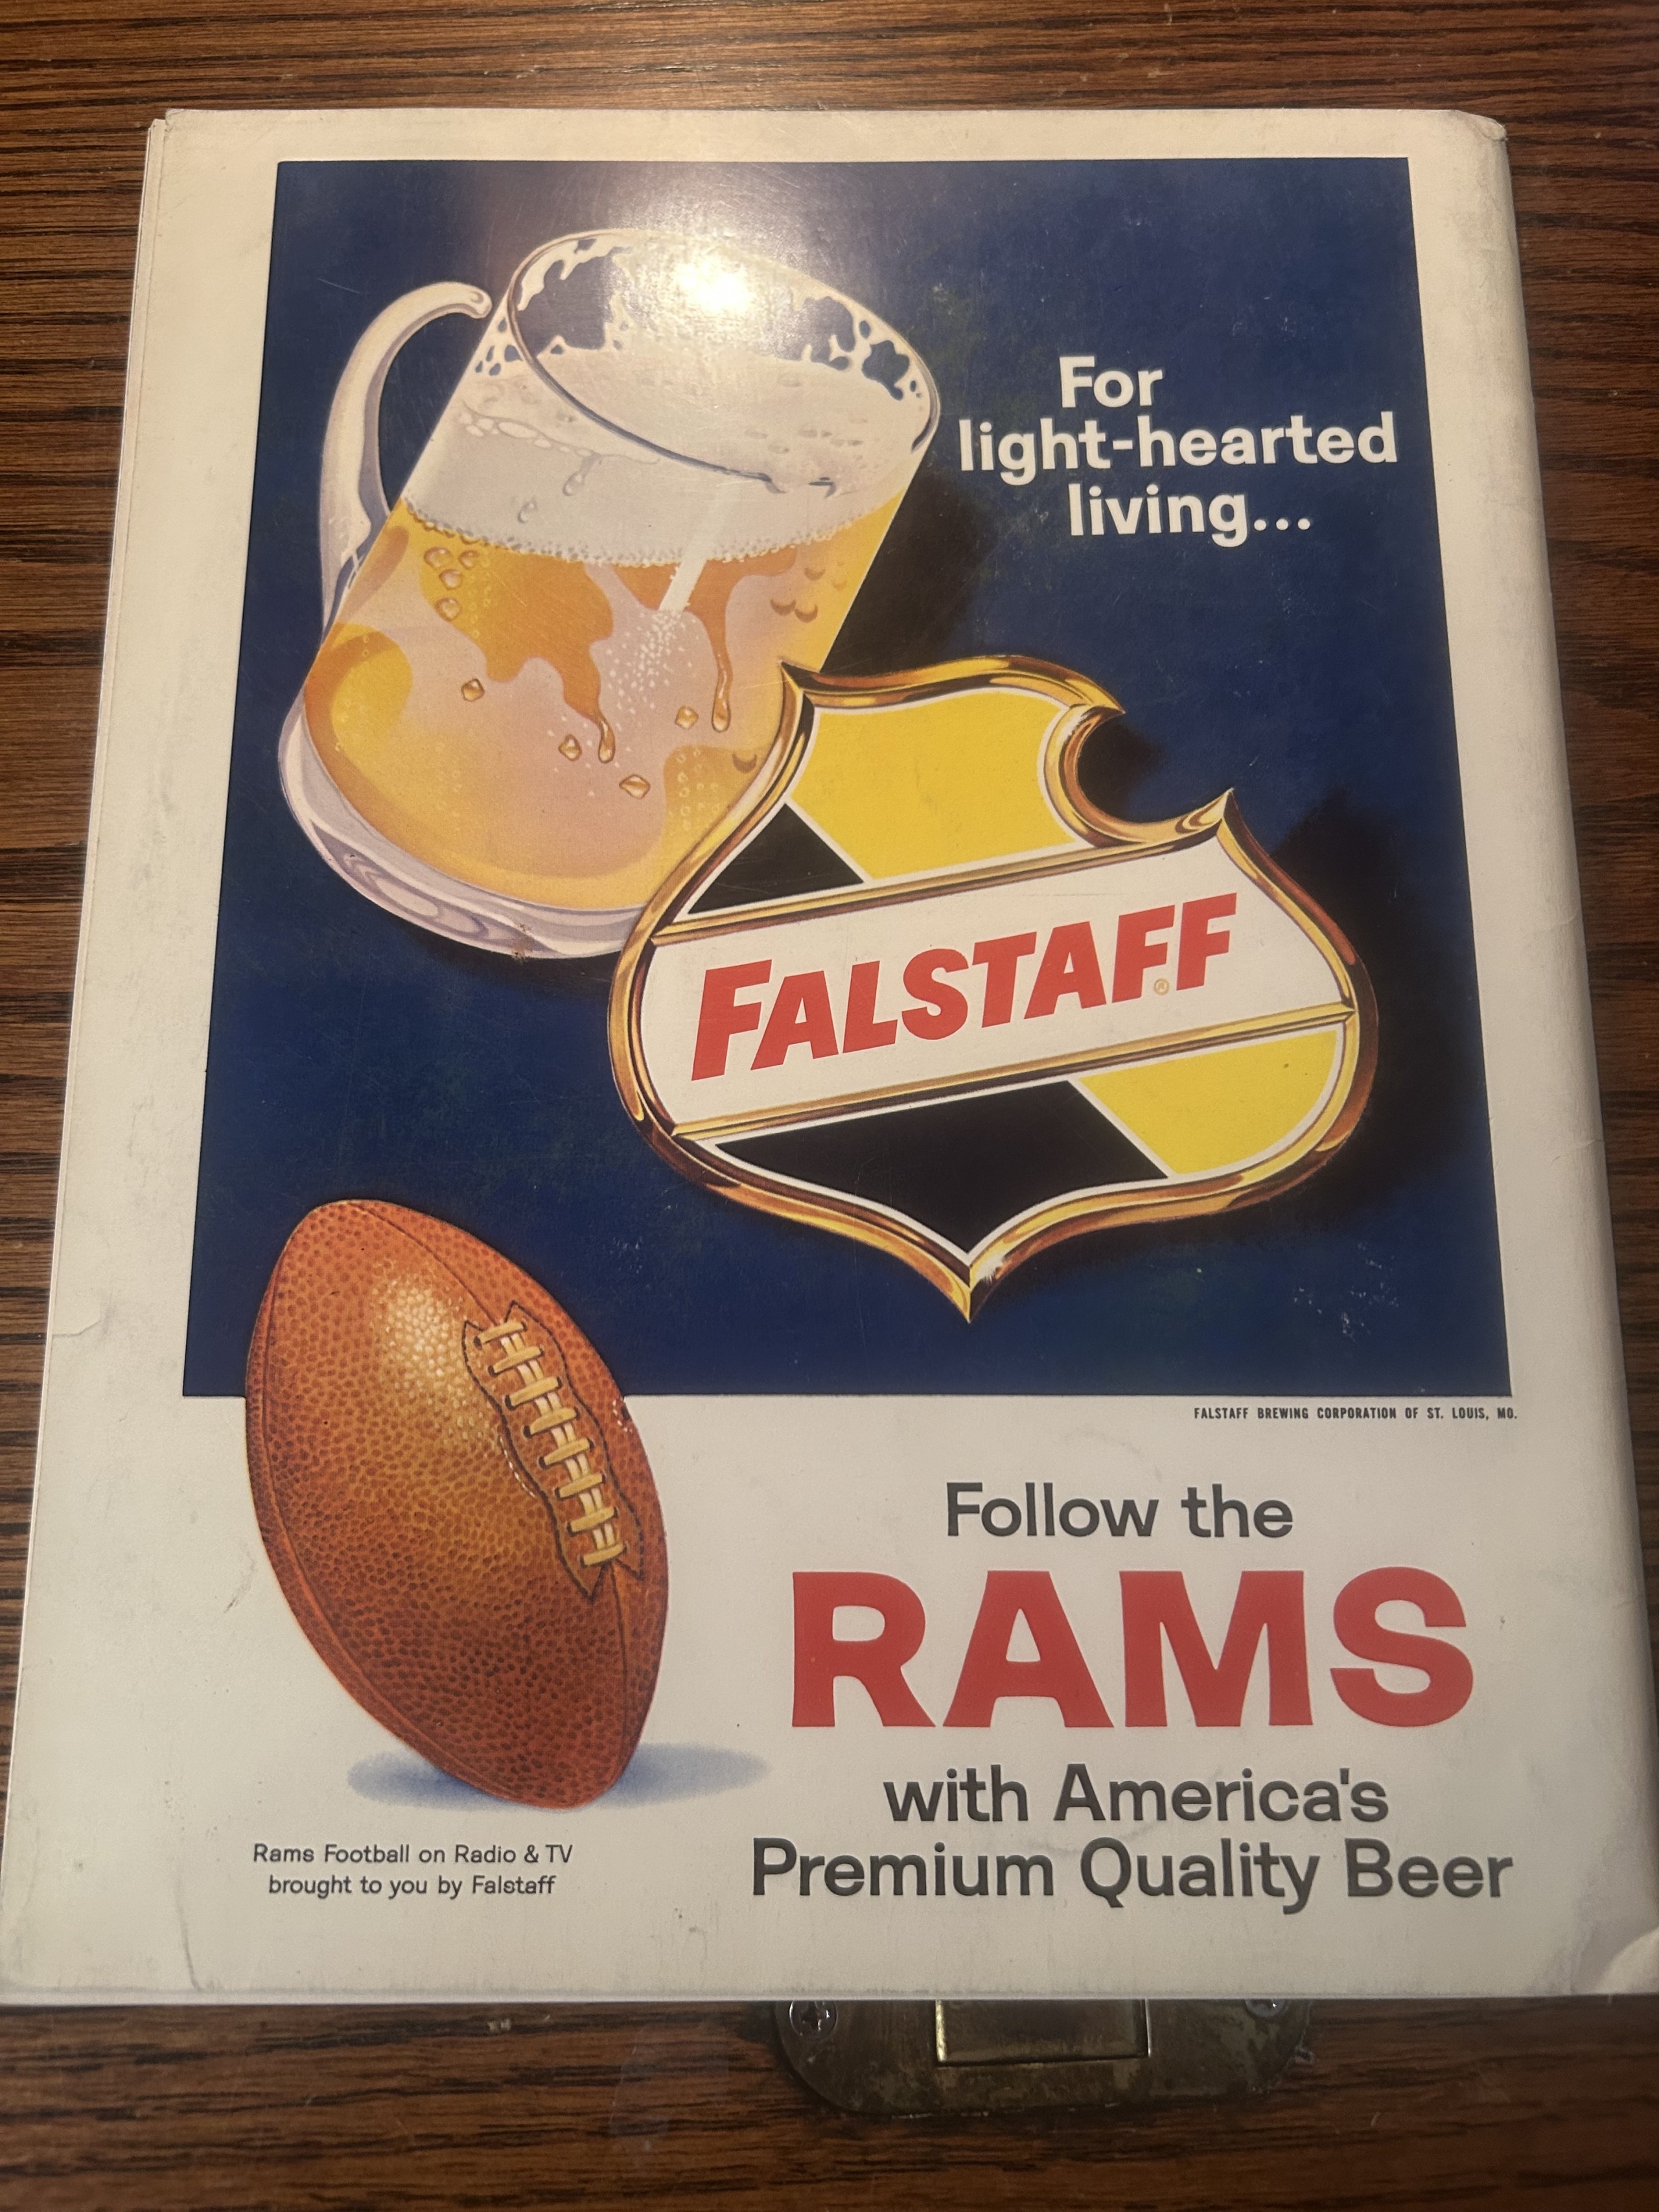 For
light-hearted
living...
FALSTAFF
®
FALSTAFF BREWING CORPORATION OF ST. LOUIS, MO.
Follow the
RAMS
with America's
Premium Quality Beer
Rams Football on Radio & TV
brought to you by Falstaff